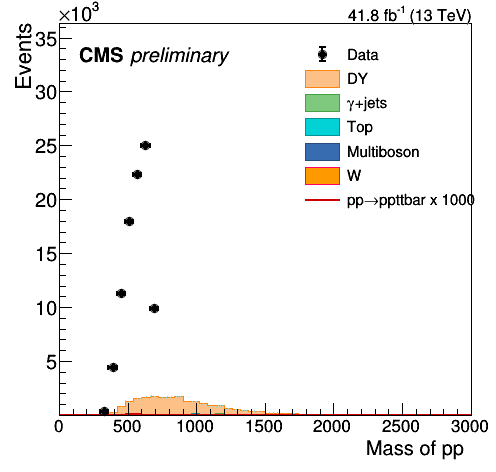 ×10³
41.8 fb⁻¹ (13 TeV)
Events
CMS preliminary
Data
DY
γ+jets
Top
Multiboson
W
pp→ppttbar x 1000
35
30
25
20
15
10
5
0 500 1000 1500 2000 2500 3000
Mass of pp